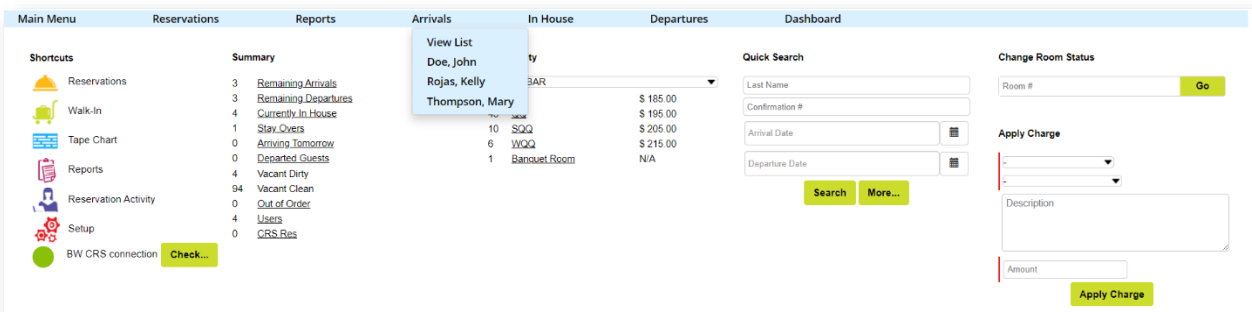 Main Menu Reservations Reports Arrivals In House Departures Dashboard
View List
Doe, John
Rojas, Kelly
Thompson, Mary
Shortcuts
Reservations
Walk-In
Tape Chart
Reports
Reservation Activity
Setup
BW CRS connection Check...
Summary
3 Remaining Arrivals
3 Remaining Departures
4 Currently In House
1 Stay Overs
0 Arriving Tomorrow
0 Departed Guests
4 Vacant Dirty
94 Vacant Clean
0 Out of Order
4 Users
0 CRS Res
ty
BAR
$ 185.00
$ 195.00
10 SQQ $ 205.00
6 WQQ $ 215.00
1 Banquet Room N/A
Quick Search
Last Name
Confirmation #
Arrival Date
Departure Date
Search More...
Change Room Status
Room # Go
Apply Charge
-
-
Description
Amount
Apply Charge